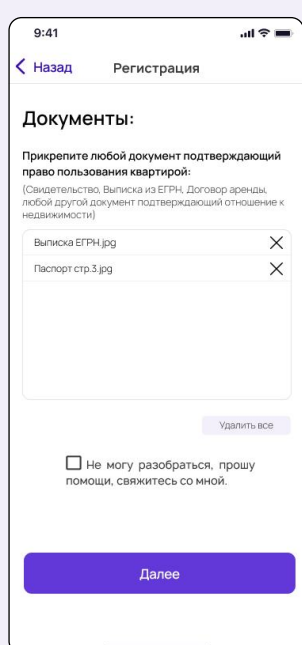 9:41
Назад Регистрация
Документы:
Прикрепите любой документ подтверждающий
право пользования квартирой:
(Свидетельство, Выписка из ЕГРН, Договор аренды,
любой другой документ подтверждающий отношение к
недвижимости)
Выписка ЕГРН.jpg
Паспорт стр.3.jpg
Удалить все
Не могу разобраться, прошу
помощи, свяжитесь со мной.
Далее